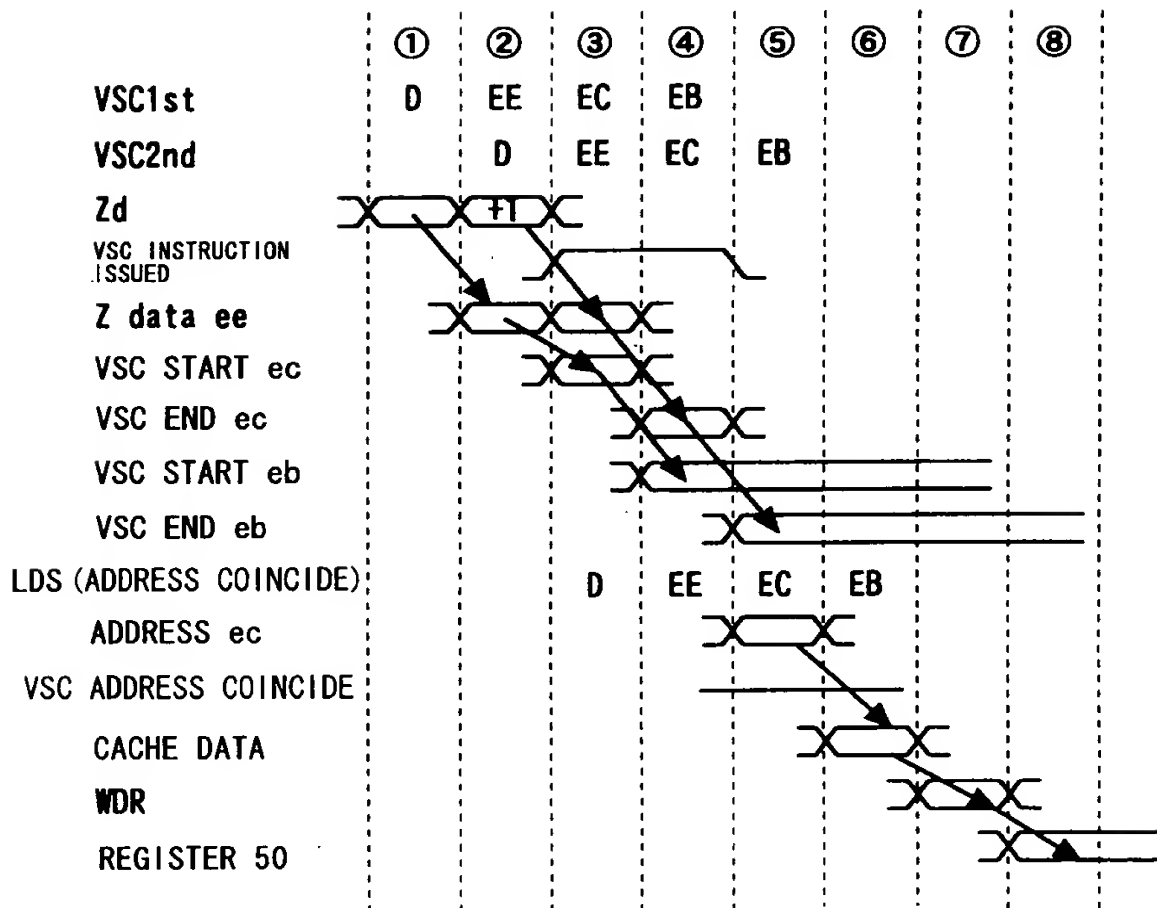 ① ② ③ ④ ⑤ ⑥ ⑦ ⑧
VSC1st D EE EC EB
VSC2nd D EE EC EB
Zd +1
VSC INSTRUCTION
ISSUED
Z data ee
VSC START ec
VSC END ec
VSC START eb
VSC END eb
LDS (ADDRESS COINCIDE) D EE EC EB
ADDRESS ec
VSC ADDRESS COINCIDE
CACHE DATA
WDR
REGISTER 50